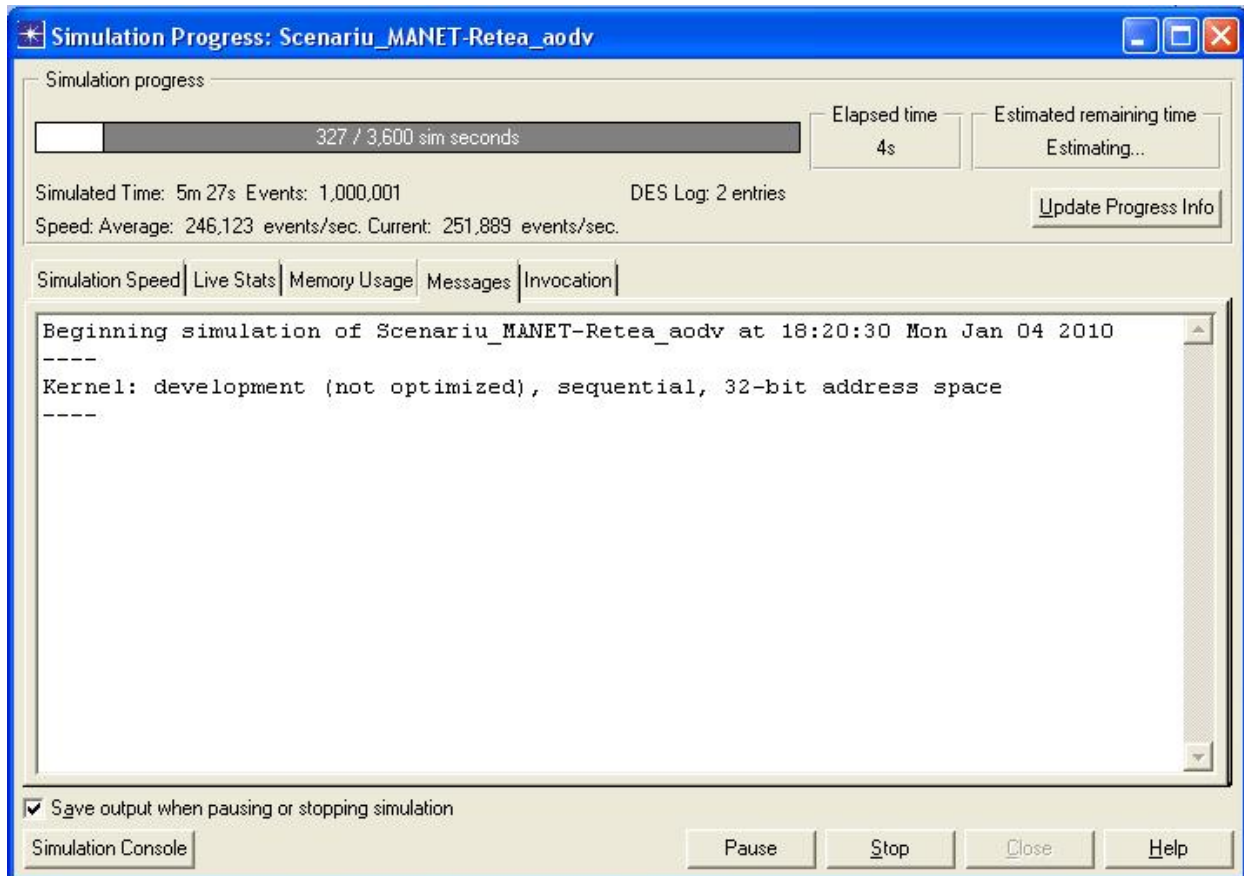 Simulation Progress: Scenariu_MANET-Retea_aodv
Simulation progress
327 / 3,600 sim seconds
Elapsed time
4s
Estimated remaining time
Estimating...
Simulated Time: 5m 27s Events: 1,000,001
DES Log: 2 entries
Update Progress Info
Speed: Average: 246,123 events/sec. Current: 251,889 events/sec.
Simulation Speed Live Stats Memory Usage Messages Invocation
Beginning simulation of Scenariu_MANET-Retea_aodv at 18:20:30 Mon Jan 04 2010
----
Kernel: development (not optimized), sequential, 32-bit address space
----
Save output when pausing or stopping simulation
Simulation Console Pause Stop Close Help